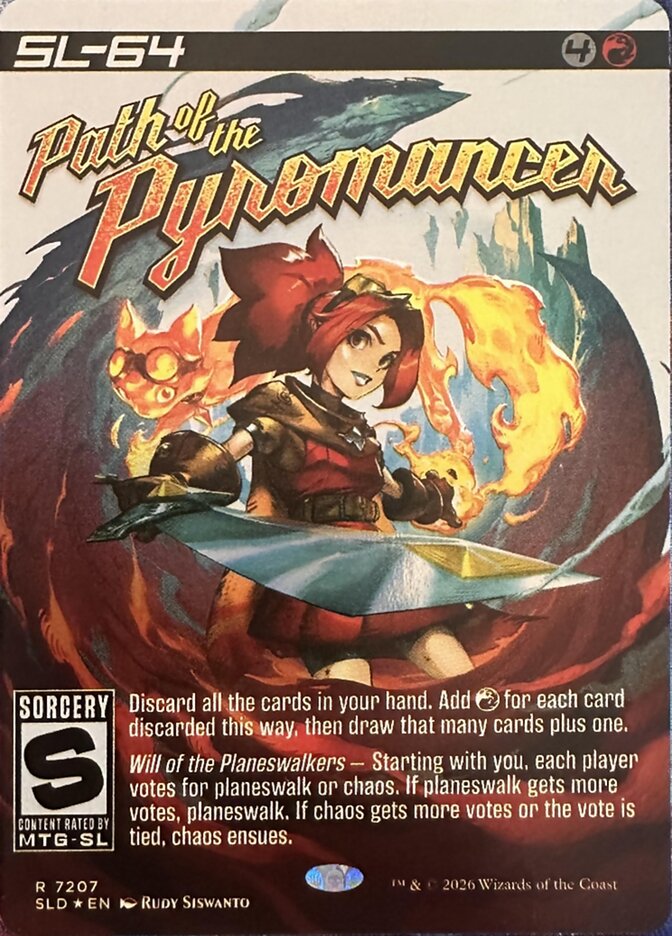 SL-64
4
Path of the
Pyromancer
SORCERY
S
CONTENT RATED BY
MTG-SL
Discard all the cards in your hand. Add for each card
discarded this way, then draw that many cards plus one.
Will of the Planeswalkers — Starting with you, each player
votes for planeswalk or chaos. If planeswalk gets more
votes, planeswalk. If chaos gets more votes or the vote is
tied, chaos ensues.
R 7207
SLD ★ EN RUDY SISWANTO
™ & © 2026 Wizards of the Coast